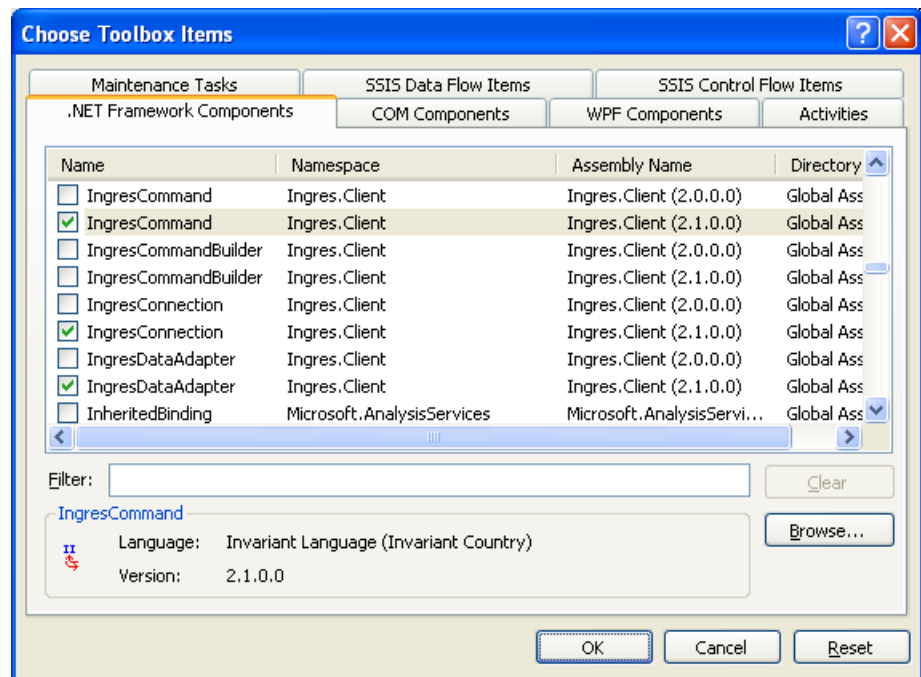 Choose Toolbox Items
Maintenance Tasks SSIS Data Flow Items SSIS Control Flow Items
.NET Framework Components COM Components WPF Components Activities
Name Namespace Assembly Name Directory
IngresCommand Ingres.Client Ingres.Client (2.0.0.0) Global Ass
IngresCommand Ingres.Client Ingres.Client (2.1.0.0) Global Ass
IngresCommandBuilder Ingres.Client Ingres.Client (2.0.0.0) Global Ass
IngresCommandBuilder Ingres.Client Ingres.Client (2.1.0.0) Global Ass
IngresConnection Ingres.Client Ingres.Client (2.0.0.0) Global Ass
IngresConnection Ingres.Client Ingres.Client (2.1.0.0) Global Ass
IngresDataAdapter Ingres.Client Ingres.Client (2.0.0.0) Global Ass
IngresDataAdapter Ingres.Client Ingres.Client (2.1.0.0) Global Ass
InheritedBinding Microsoft.AnalysisServices Microsoft.AnalysisServi... Global Ass
Filter: Clear
IngresCommand
Language: Invariant Language (Invariant Country) Browse...
Version: 2.1.0.0
OK Cancel Reset